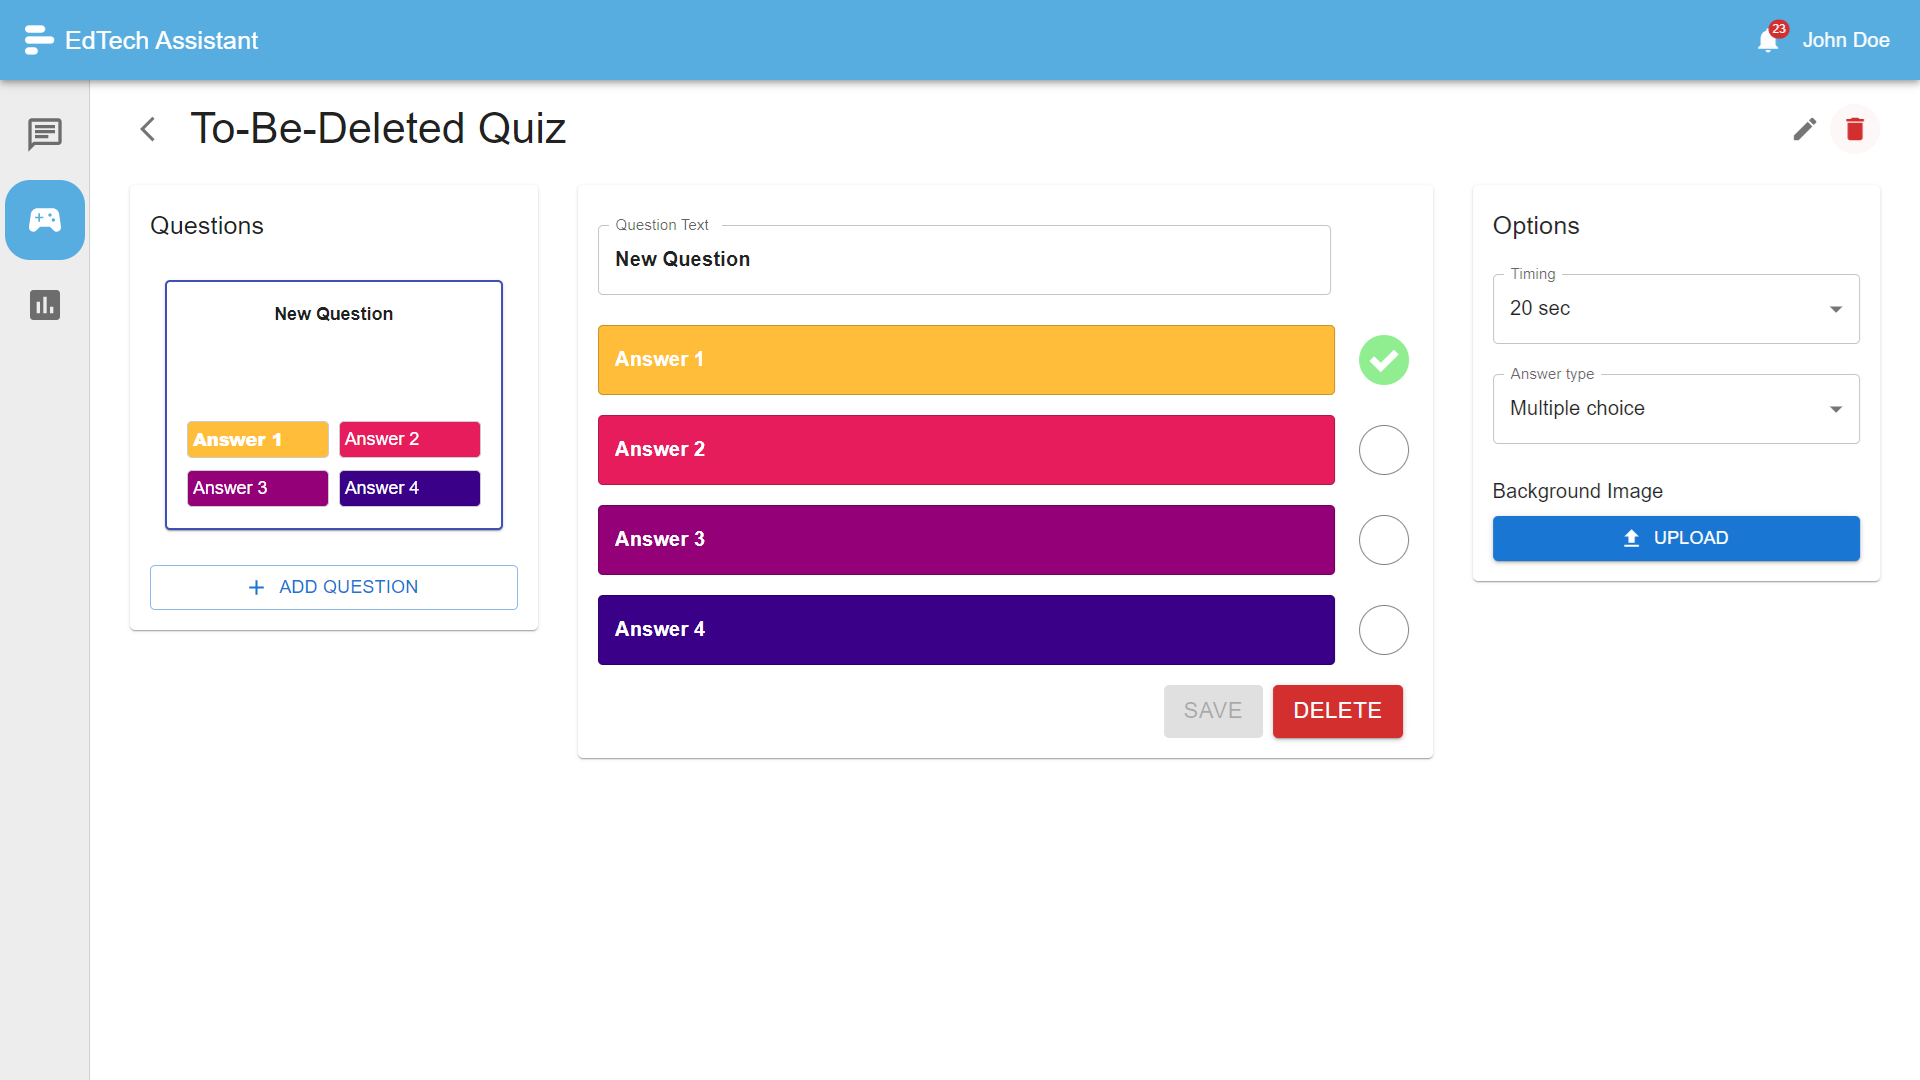 EdTech Assistant
23
John Doe
To-Be-Deleted Quiz
Questions
New Question
Answer 1
Answer 2
Answer 3
Answer 4
ADD QUESTION
Question Text
New Question
Answer 1
Answer 2
Answer 3
Answer 4
SAVE
DELETE
Options
Timing
20 sec
Answer type
Multiple choice
Background Image
UPLOAD